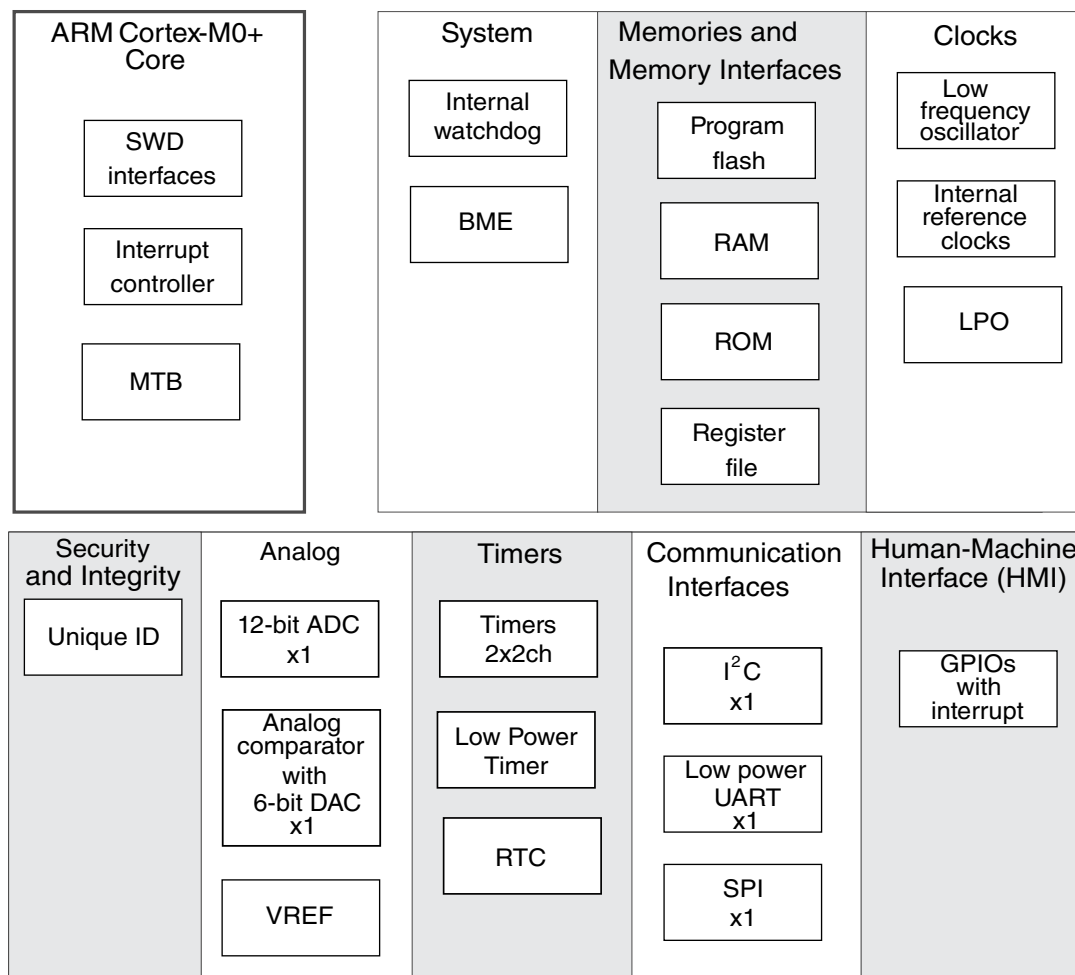 ARM Cortex-M0+
Core
SWD
interfaces
Interrupt
controller
MTB
System
Internal
watchdog
BME
Memories and
Memory Interfaces
Program
flash
RAM
ROM
Register
file
Clocks
Low
frequency
oscillator
Internal
reference
clocks
LPO
Security
and Integrity
Unique ID
Analog
12-bit ADC
x1
Analog
comparator
with
6-bit DAC
x1
VREF
Timers
Timers
2x2ch
Low Power
Timer
RTC
Communication
Interfaces
I²C
x1
Low power
UART
x1
SPI
x1
Human-Machine
Interface (HMI)
GPIOs
with
interrupt